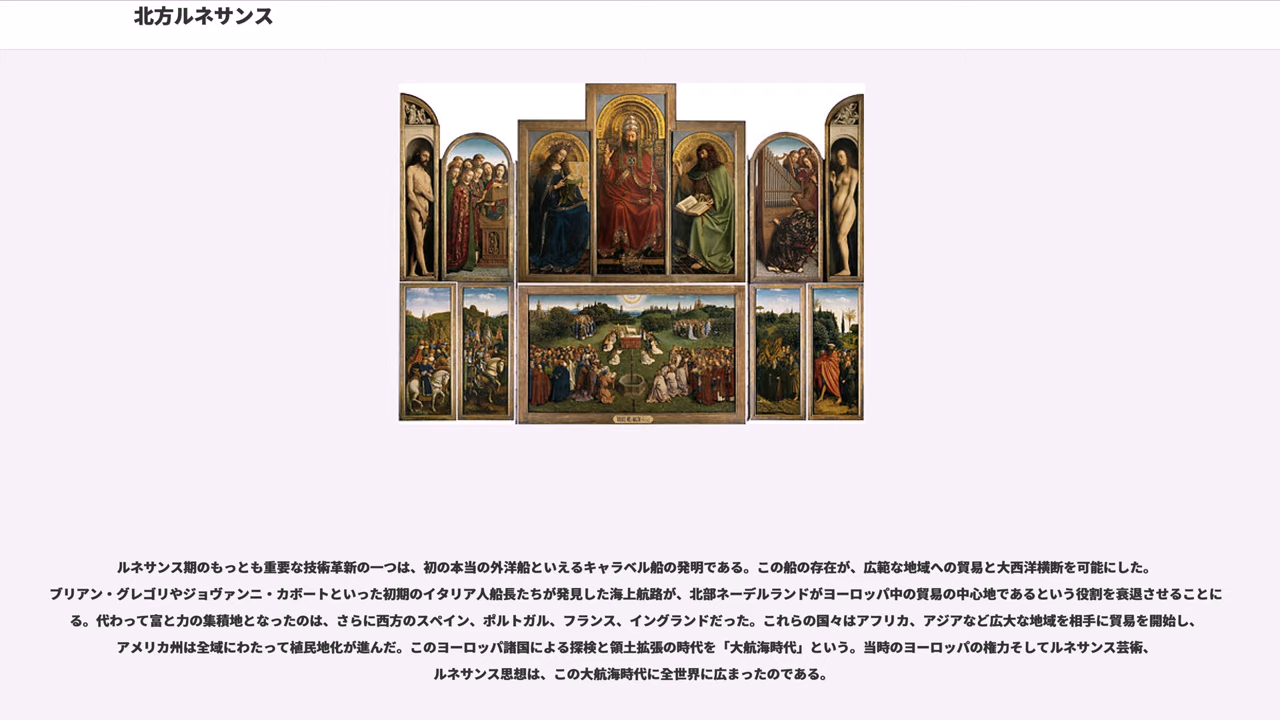 北方ルネサンス
ルネサンス期のもっとも重要な技術革新の一つは、初の本当の外洋船といえるキャラベル船の発明である。この船の存在が、広範な地域への貿易と大西洋横断を可能にした。
ブリアン・グレゴリやジョヴァンニ・カボートといった初期のイタリア人船長たちが発見した海上航路が、北部ネーデルランドがヨーロッパ中の貿易の中心地であるという役割を衰退させることに
る。代わって富と力の集積地となったのは、さらに西方のスペイン、ポルトガル、フランス、イングランドだった。これらの国々はアフリカ、アジアなど広大な地域を相手に貿易を開始し、
アメリカ州は全域にわたって植民地化が進んだ。このヨーロッパ諸国による探検と領土拡張の時代を「大航海時代」という。当時のヨーロッパの権力そしてルネサンス芸術、
ルネサンス思想は、この大航海時代に全世界に広まったのである。